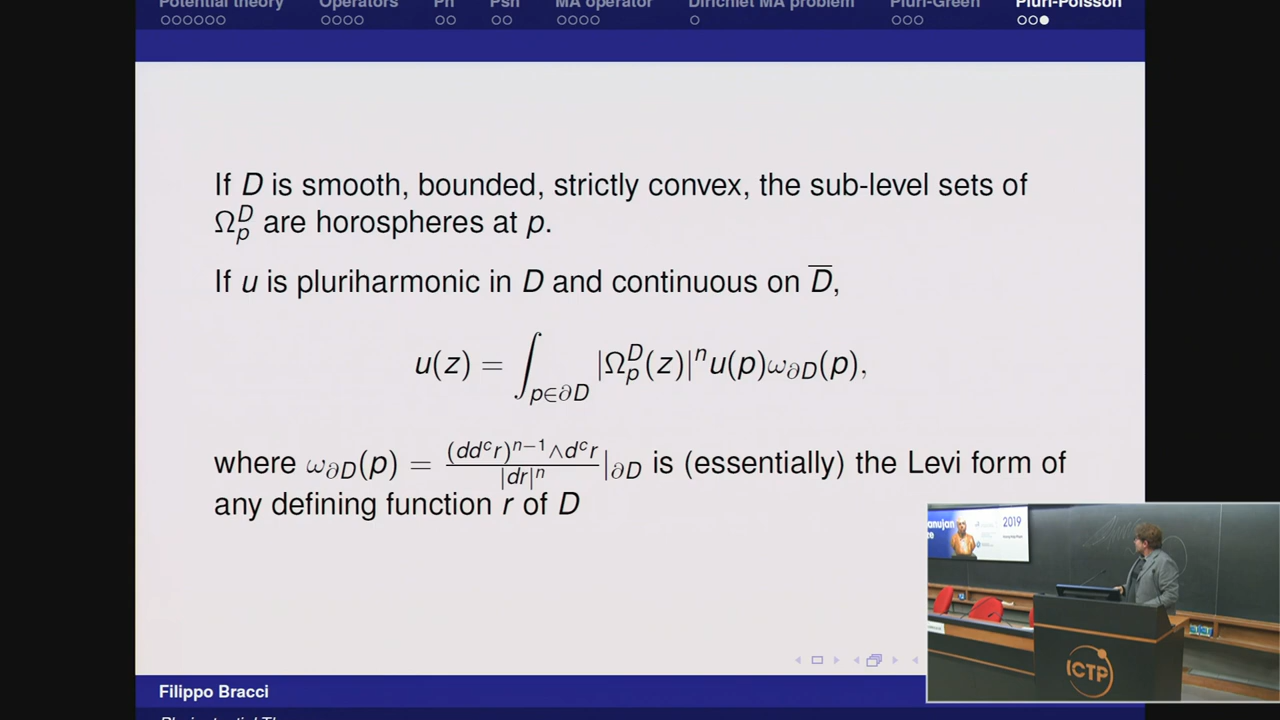 Potential theory Operators Ph Psh MA operator Dirichlet MA problem Pluri-Green Pluri-Poisson
If D is smooth, bounded, strictly convex, the sub-level sets of
Ω_p^D are horospheres at p.
If u is pluriharmonic in D and continuous on D̅,
u(z) = ∫_{p∈∂D} |Ω_p^D(z)|^n u(p)ω_{∂D}(p),
where ω_{∂D}(p) = (dd^c r)^{n−1}∧d^c r / |dr|^n |_{∂D} is (essentially) the Levi form of
any defining function r of D
anujan
2019
ICTP
Filippo Bracci